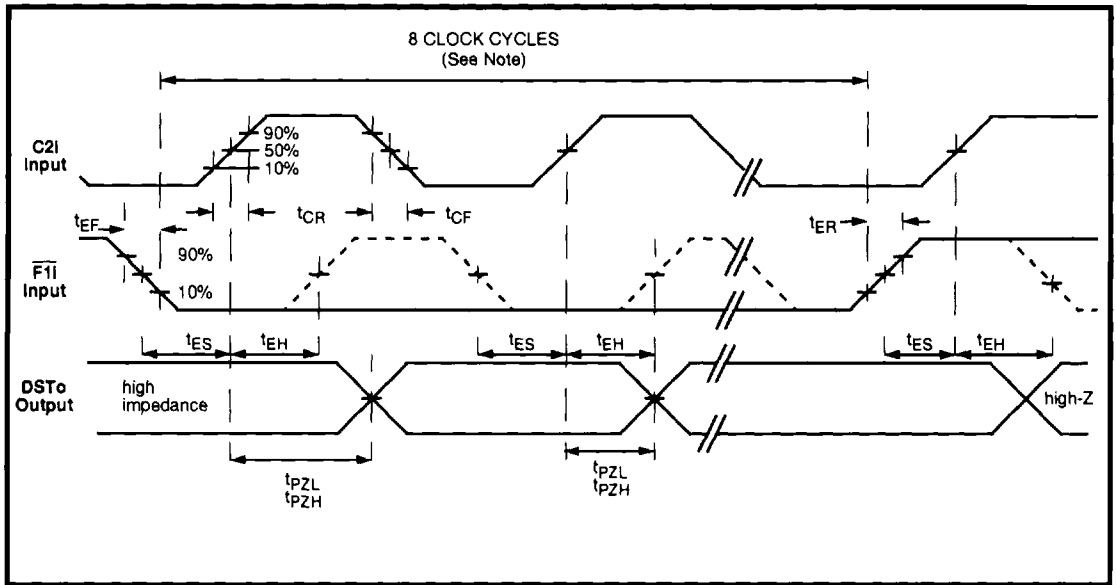 8 CLOCK CYCLES
(See Note)
C2i
Input
90%
50%
10%
tEF
tCR
tCF
tER
F1i
Input
90%
10%
tES
tEH
tES
tEH
tES
tEH
DSTo
Output
high
impedance
high-Z
tPZL
tPZH
tPZL
tPZH